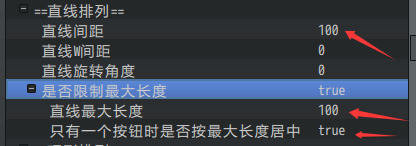 ==直线排列==
直线间距 100
直线W间距 0
直线旋转角度 0
是否限制最大长度 true
直线最大长度 100
只有一个按钮时是否按最大长度居中 true